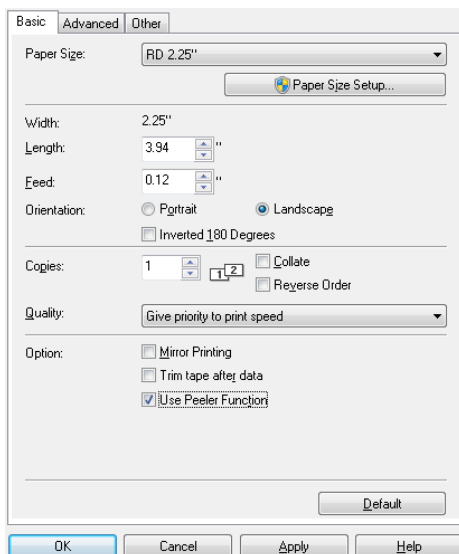 Basic Advanced Other
Paper Size: RD 2.25"
Paper Size Setup...
Width: 2.25"
Length: 3.94 "
Feed: 0.12 "
Orientation: Portrait Landscape
Inverted 180 Degrees
Copies: 1 1 2 Collate
Reverse Order
Quality: Give priority to print speed
Option: Mirror Printing
Trim tape after data
Use Peeler Function
Default
OK Cancel Apply Help